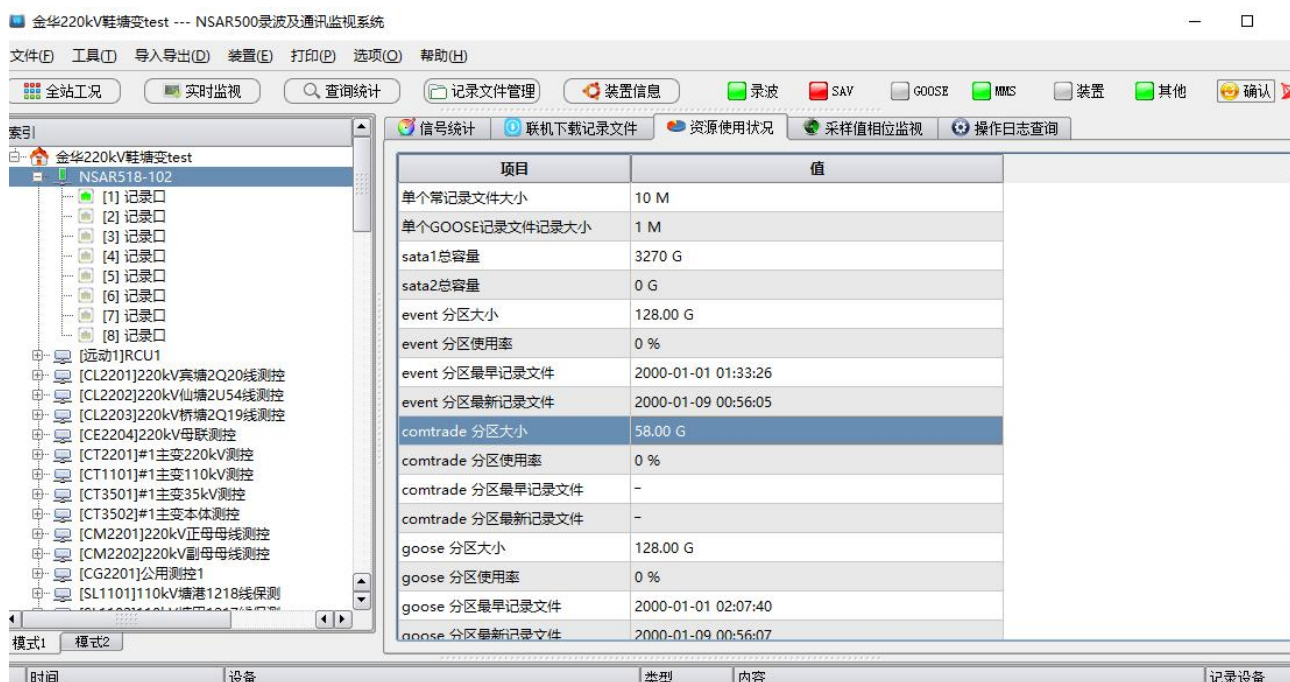 金华220kV鞋塘变test --- NSAR500录波及通讯监视系统
文件(F) 工具(T) 导入导出(D) 装置(E) 打印(P) 选项(O) 帮助(H)
全站工况 实时监视 查询统计 记录文件管理 装置信息 录波 SAV GOOSE MMS 装置 其他 确认
索引
金华220kV鞋塘变test
NSAR518-102
[1] 记录口
[2] 记录口
[3] 记录口
[4] 记录口
[5] 记录口
[6] 记录口
[7] 记录口
[8] 记录口
[远动1]RCU1
[CL2201]220kV宾塘2Q20线测控
[CL2202]220kV仙塘2U54线测控
[CL2203]220kV桥塘2Q19线测控
[CE2204]220kV母联测控
[CT2201]#1主变220kV测控
[CT1101]#1主变110kV测控
[CT3501]#1主变35kV测控
[CT3502]#1主变本体测控
[CM2201]220kV正母母线测控
[CM2202]220kV副母母线测控
[CG2201]公用测控1
[SL1101]110kV塘港1218线保测
模式1 模式2
信号统计 联机下载记录文件 资源使用状况 采样值相位监视 操作日志查询
项目 值
单个常记录文件大小 10 M
单个GOOSE记录文件记录大小 1 M
sata1总容量 3270 G
sata2总容量 0 G
event 分区大小 128.00 G
event 分区使用率 0 %
event 分区最早记录文件 2000-01-01 01:33:26
event 分区最新记录文件 2000-01-09 00:56:05
comtrade 分区大小 58.00 G
comtrade 分区使用率 0 %
comtrade 分区最早记录文件 -
comtrade 分区最新记录文件 -
goose 分区大小 128.00 G
goose 分区使用率 0 %
goose 分区最早记录文件 2000-01-01 02:07:40
goose 分区最新记录文件 2000-01-09 00:56:07
时间 设备 类型 内容 记录设备